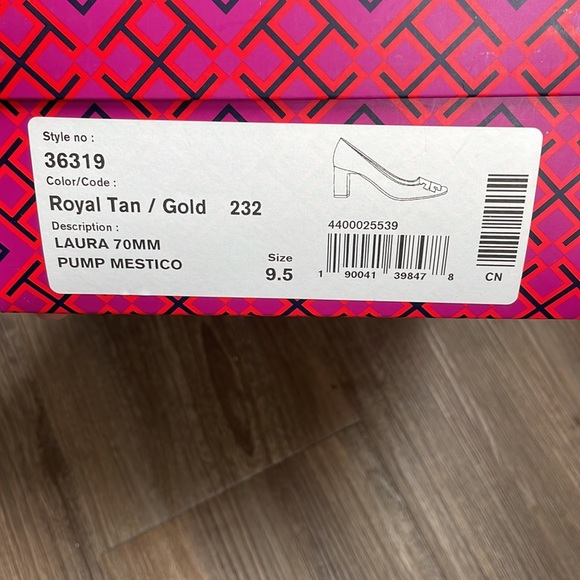 Style no :
36319
Color/Code :
Royal Tan / Gold 232
Description :
LAURA 70MM
PUMP MESTICO
Size
9.5
4400025539
1 90041 39847 8
CN